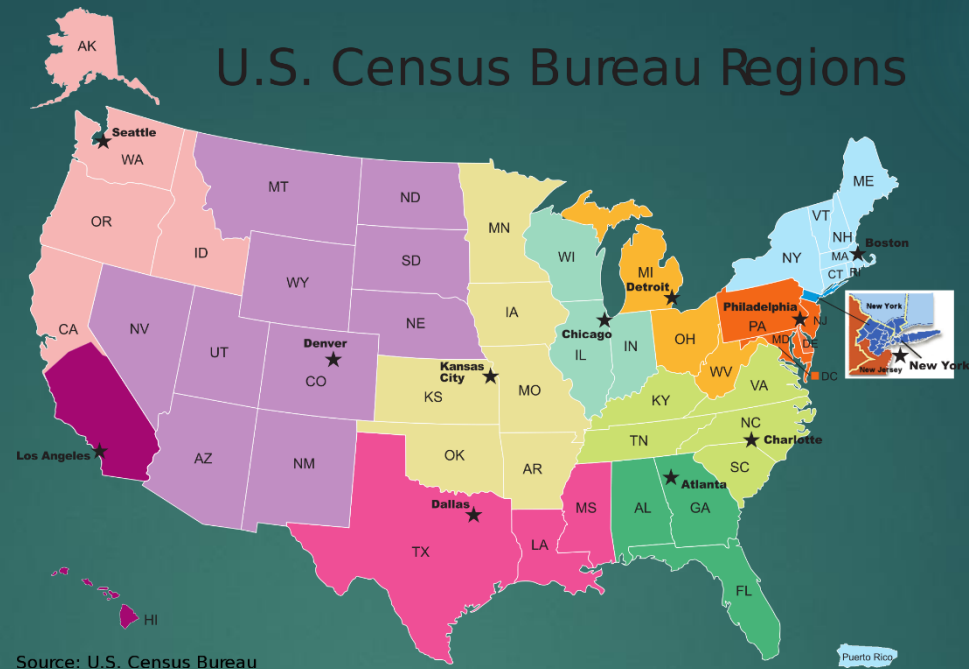 U.S. Census Bureau Regions
AK
Seattle
WA
OR
ID
MT
ND
MN
SD
WY
NE
IA
WI
MI
Detroit
ME
VT
NH
Boston
NY
MA
CT
RI
Philadelphia
PA
NJ
MD
DE
DC
New York
New York
New Jersey
CA
NV
UT
Denver
CO
Kansas
City
KS
MO
Chicago
IL
IN
OH
WV
VA
KY
NC
Charlotte
TN
SC
Los Angeles
AZ
NM
OK
AR
Dallas
TX
LA
MS
AL
Atlanta
GA
FL
HI
Puerto Rico
Source: U.S. Census Bureau